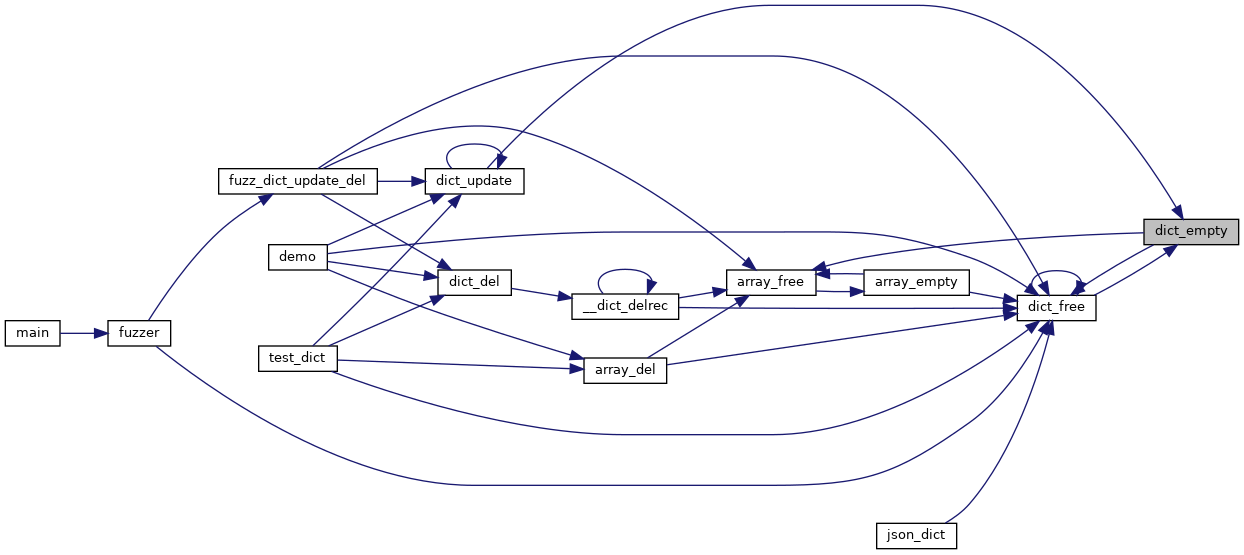 main
fuzzer
fuzz_dict_update_del
demo
test_dict
dict_update
dict_del
__dict_delrec
array_del
array_free
array_empty
json_dict
dict_free
dict_empty